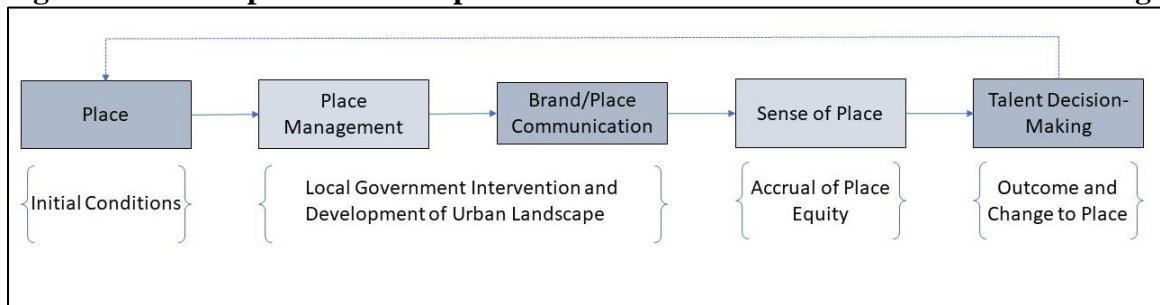 Place
Place
Management
Brand/Place
Communication
Sense of Place
Talent Decision-
Making
Initial Conditions
Local Government Intervention and
Development of Urban Landscape
Accrual of Place
Equity
Outcome and
Change to Place